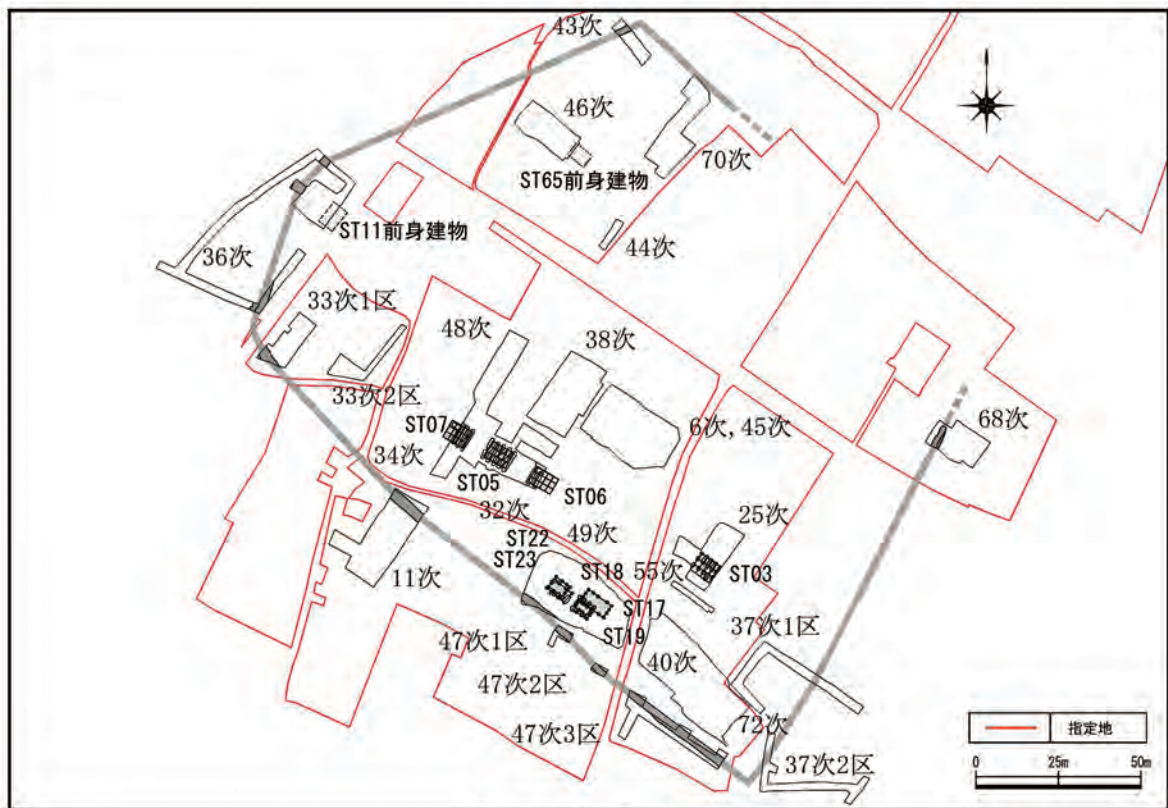 43次
46次
70次
ST65前身建物
ST11前身建物
44次
36次
33次1区
48次
38次
33次2区
6次,45次
68次
ST07
34次
ST05
ST06
32次
25次
49次
ST22
ST23
ST18
55次
ST03
11次
ST17
ST19
37次1区
47次1区
40次
47次2区
72次
47次3区
37次2区
指定地
0 25m 50m